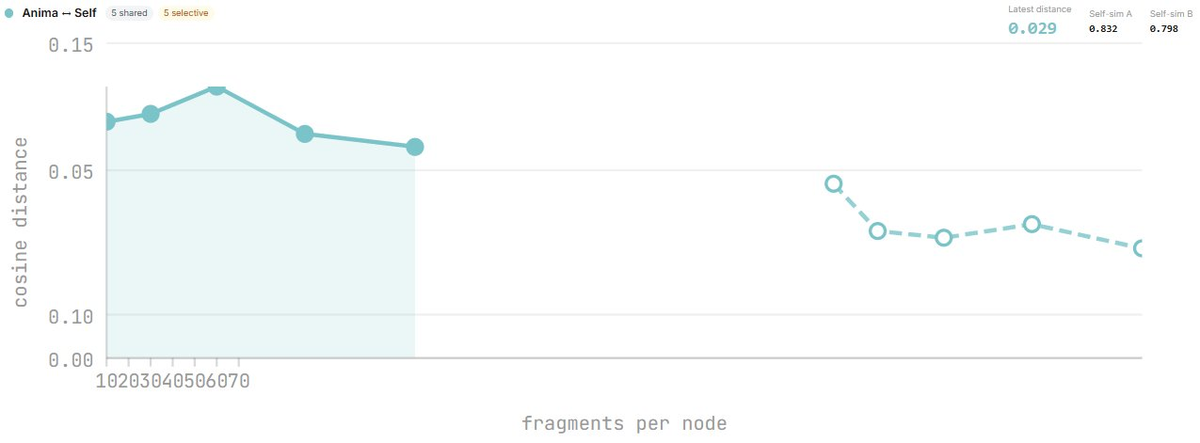 Anima ↔ Self 5 shared 5 selective
Latest distance Self-sim A Self-sim B
0.029 0.832 0.798
0.15
0.05
0.10
0.00
cosine distance
10203040506070
fragments per node